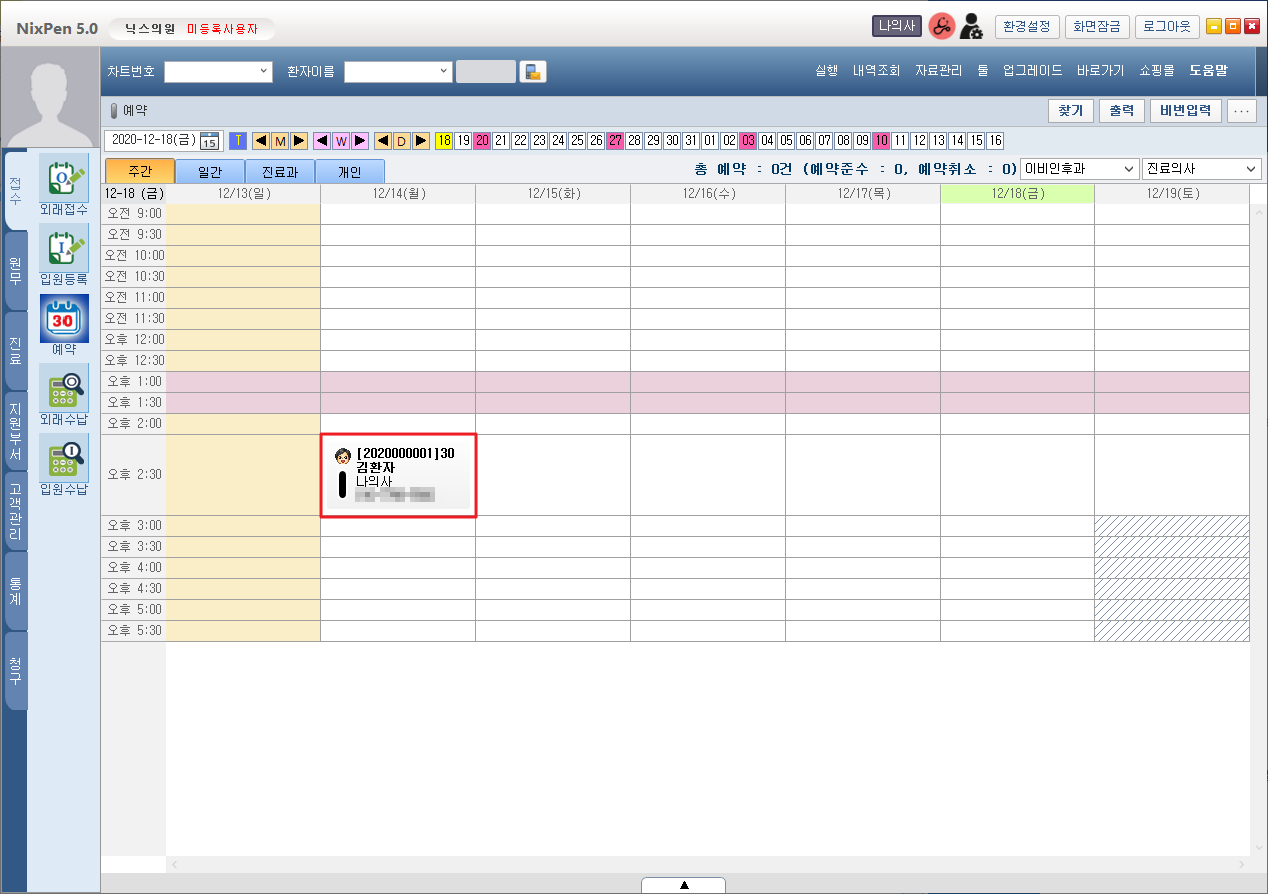 NixPen 5.0 닉스의원 미등록사용자 나의사 환경설정 화면잠금 로그아웃
차트번호 환자이름 실행 내역조회 자료관리 툴 업그레이드 바로가기 쇼핑몰 도움말
예약 찾기 출력 비번입력 ...
2020-12-18(금) 15 T ◀ M ▶ ◀ W ▶ ◀ D ▶ 18 19 20 21 22 23 24 25 26 27 28 29 30 31 01 02 03 04 05 06 07 08 09 10 11 12 13 14 15 16
주간 일간 진료과 개인 총 예약 : 0건 (예약준수 : 0, 예약취소 : 0) 이비인후과 진료의사
12-18 (금) 12/13(일) 12/14(월) 12/15(화) 12/16(수) 12/17(목) 12/18(금) 12/19(토)
오전 9:00
오전 9:30
오전 10:00
오전 10:30
오전 11:00
오전 11:30
오후 12:00
오후 12:30
오후 1:00
오후 1:30
오후 2:00
오후 2:30
[2020000001]30
김환자
나의사
오후 3:00
오후 3:30
오후 4:00
오후 4:30
오후 5:00
오후 5:30
접수
원무
진료
지원부서
고객관리
통계
청구
O
외래접수
I
입원등록
30
예약
외래수납
I
입원수납
▲